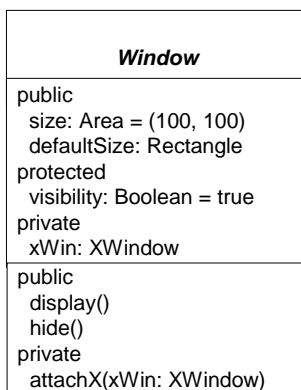 Window
public
size: Area = (100, 100)
defaultSize: Rectangle
protected
visibility: Boolean = true
private
xWin: XWindow
public
display()
hide()
private
attachX(xWin: XWindow)